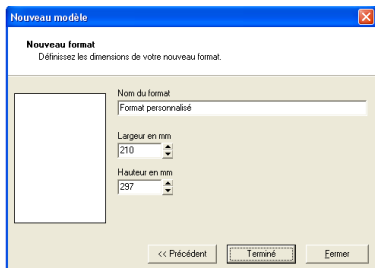 Nouveau modèle
Nouveau format
Définissez les dimensions de votre nouveau format.
Nom du format
Format personnalisé
Largeur en mm
210
Hauteur en mm
297
<< Précédent
Terminé
Fermer